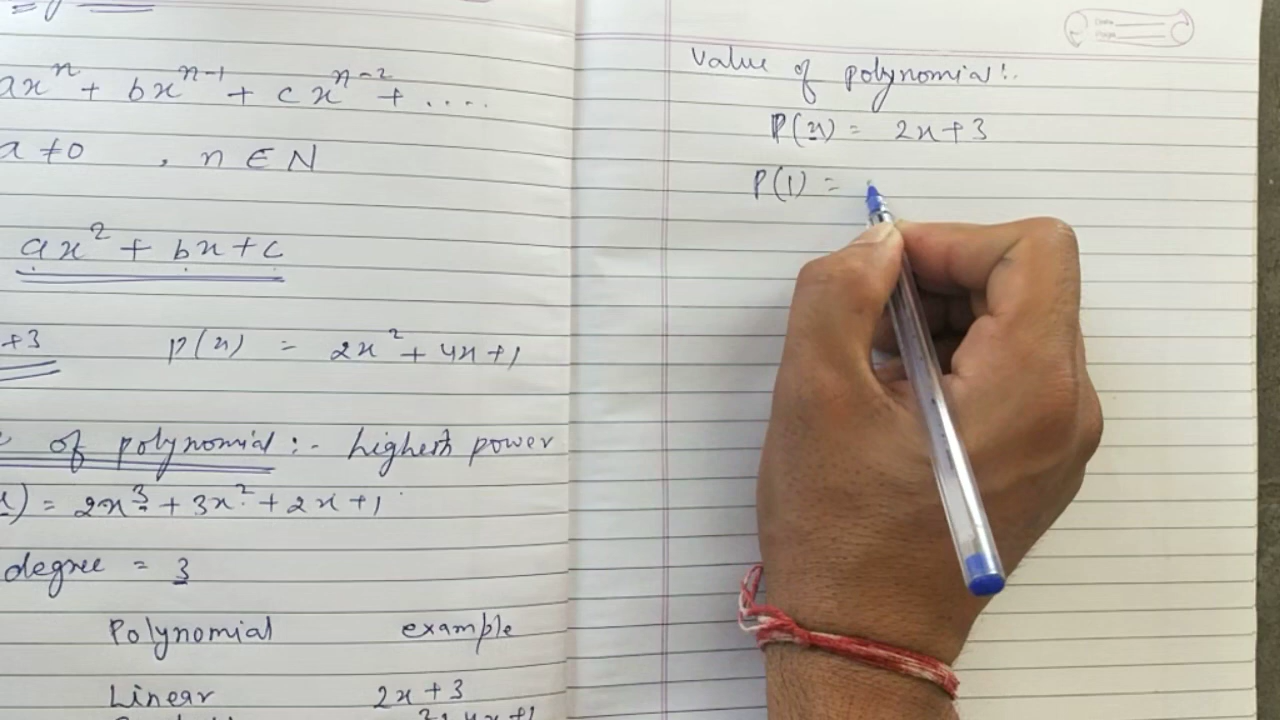 ax^n + bx^n-1 + cx^n-2 + ....
a ≠ 0 , n ∈ N
ax^2 + bx + c
+3 P(x) = 2x^2 + 4x + 1
of polynomial :- highest power
x) = 2x^3 + 3x^2 + 2x + 1
degree = 3
Polynomial example
Linear 2x + 3
Value of polynomial :-
P(x) = 2x + 3
P(1) =